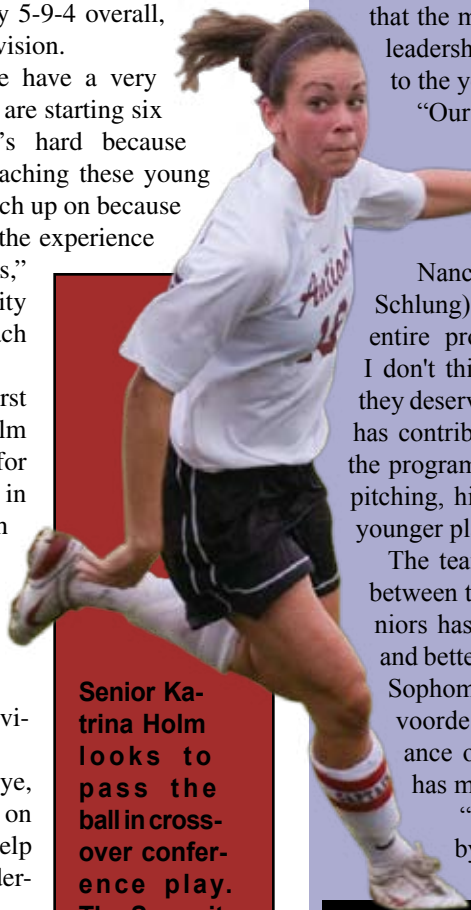 y 5-9-4 overall,
vision.
e have a very
are starting six
's hard because
aching these young
ch up on because
the experience
s,”
ity
ach
rst
lm
for
in
n
vi-
ye,
on
elp
der-
Senior Ka-
trina Holm
looks to
pass the
ball in cross-
over confer-
ence play.
Antioch
16
that the m
leadersh
to the y
“Our
Nanc
Schlung)
entire pro
I don't thi
they deserv
has contrib
the program
pitching, hi
younger pl
The tea
between t
niors has
and bette
Sophom
voorde
ance o
has m
“
by